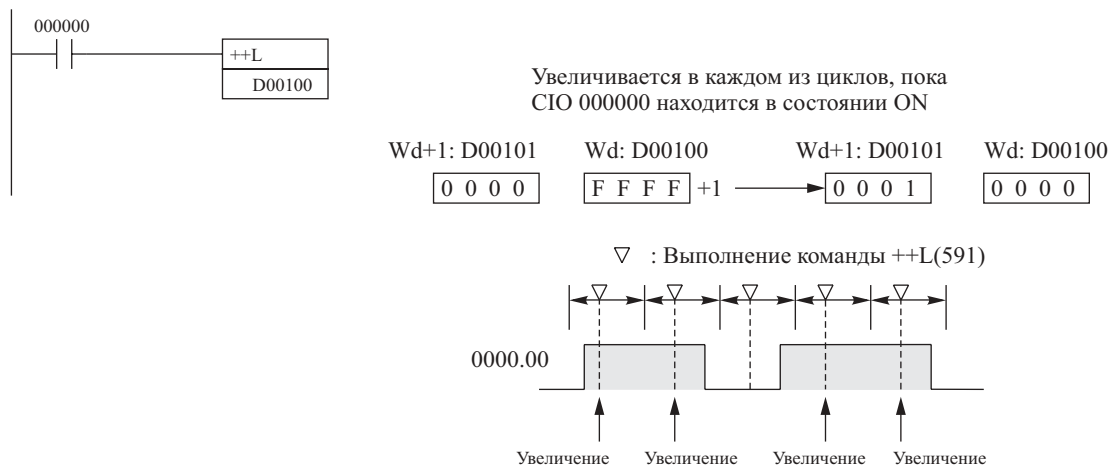 000000
++L
D00100
Увеличивается в каждом из циклов, пока
CIO 000000 находится в состоянии ON
Wd+1: D00101 Wd: D00100 Wd+1: D00101 Wd: D00100
0 0 0 0 F F F F +1 0 0 0 1 0 0 0 0
: Выполнение команды ++L(591)
0000.00
Увеличение Увеличение Увеличение Увеличение